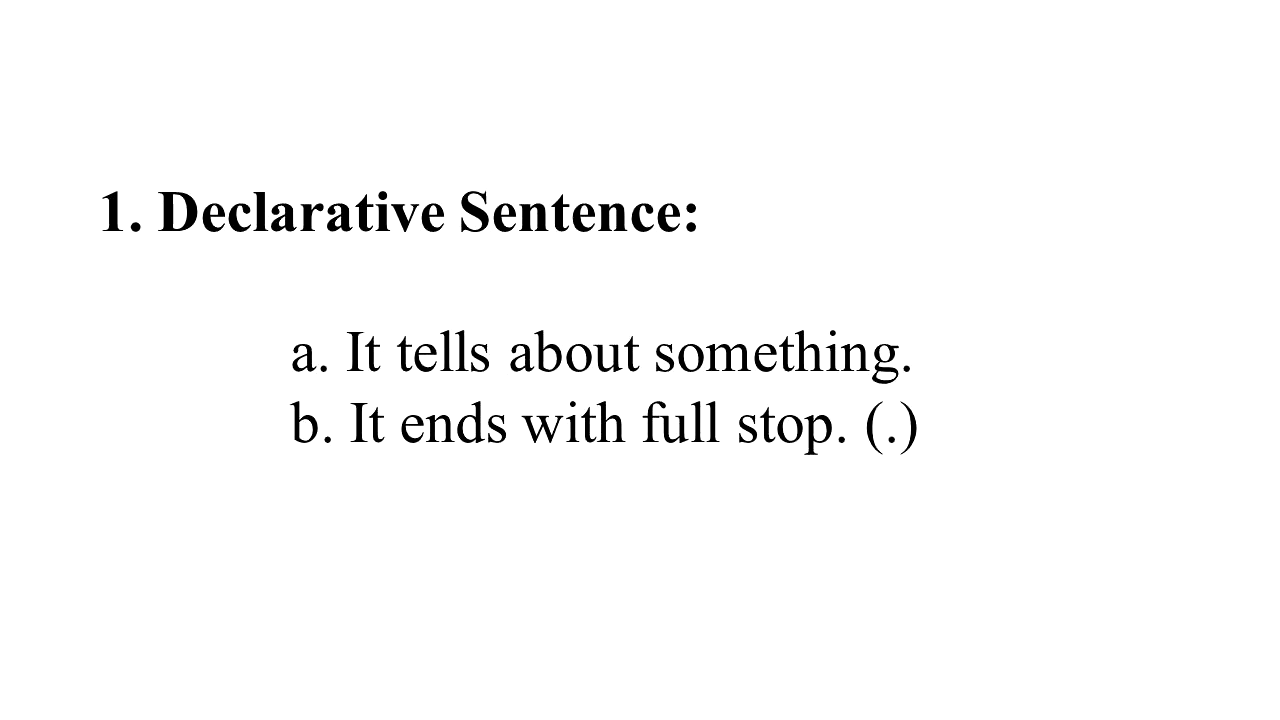 1. Declarative Sentence:
a. It tells about something.
b. It ends with full stop. (.)